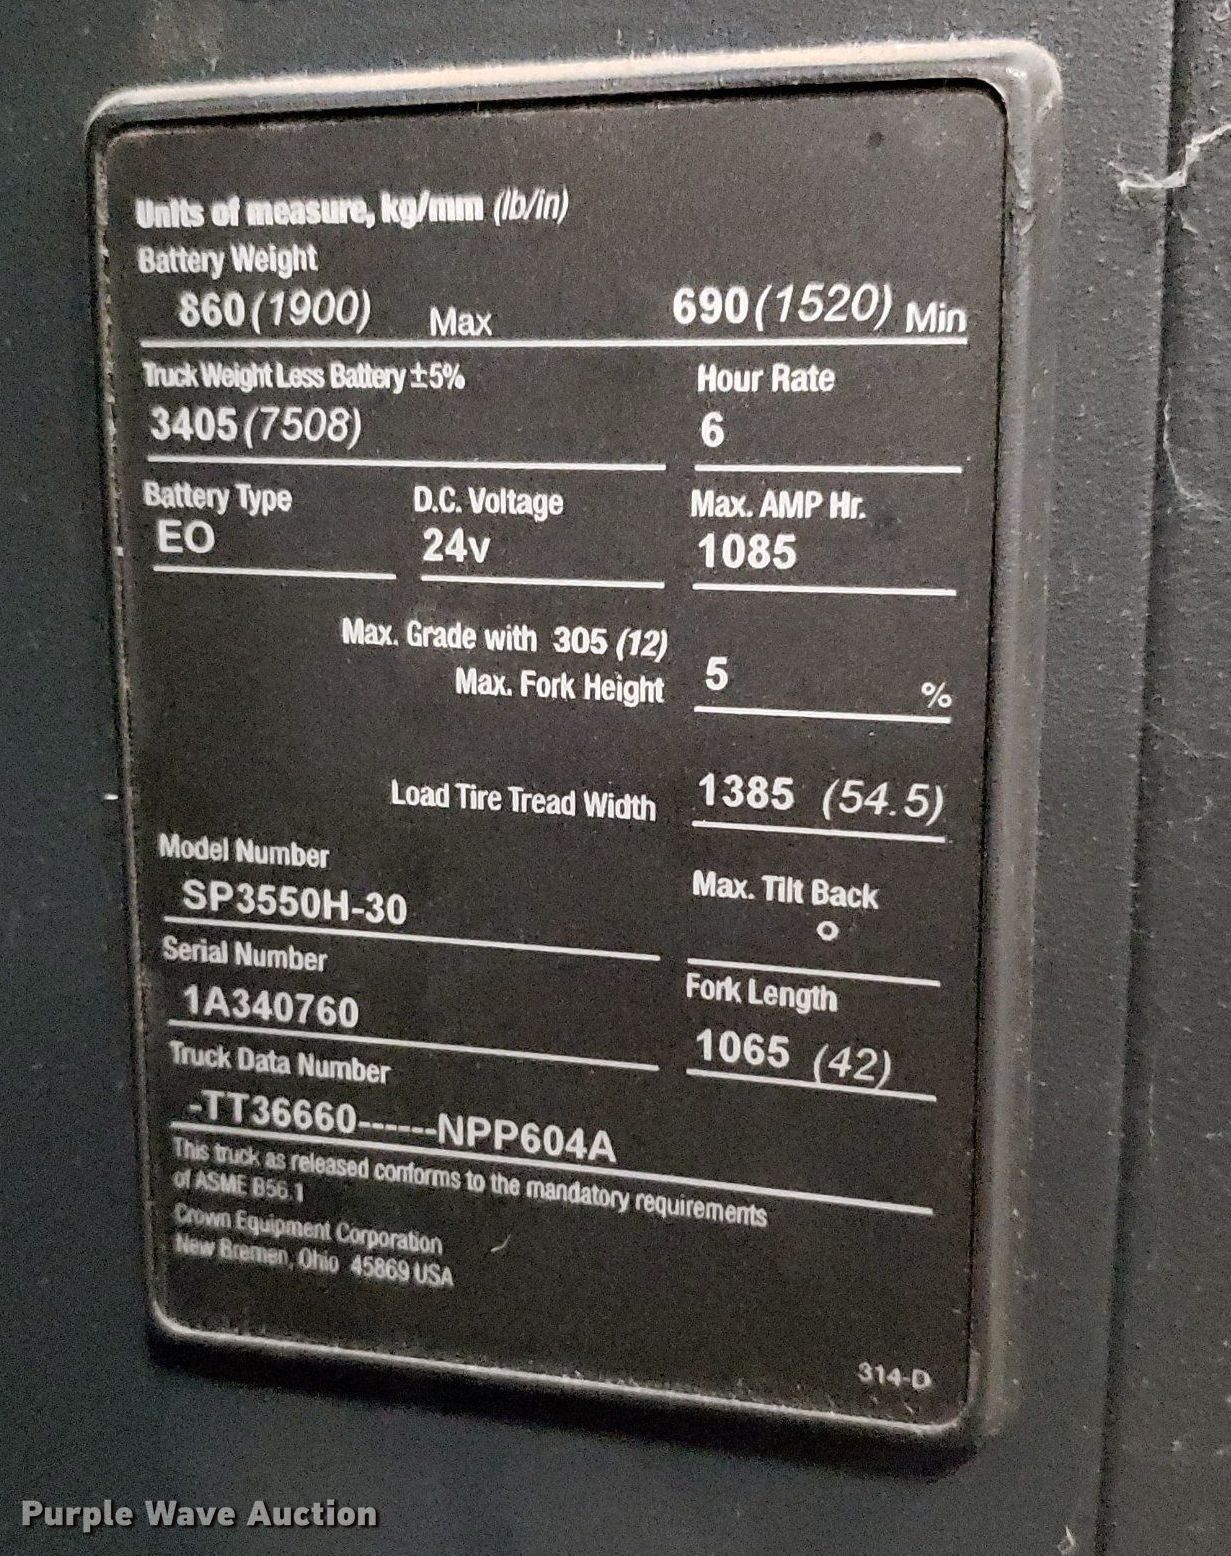 Units of measure, kg/mm (lb/in)
Battery Weight
860 (1900) Max 690 (1520) Min
Truck Weight Less Battery ±5% Hour Rate
3405 (7508) 6
Battery Type D.C. Voltage Max. AMP Hr.
EO 24v 1085
Max. Grade with 305 (12)
Max. Fork Height 5 %
Load Tire Tread Width 1385 (54.5)
Model Number Max. Tilt Back
SP3550H-30 °
Serial Number Fork Length
1A340760 1065 (42)
Truck Data Number
-TT36660------NPP604A
This truck as released conforms to the mandatory requirements
of ASME B56.1
Crown Equipment Corporation
New Bremen, Ohio 45869 USA
314-D
Purple Wave Auction